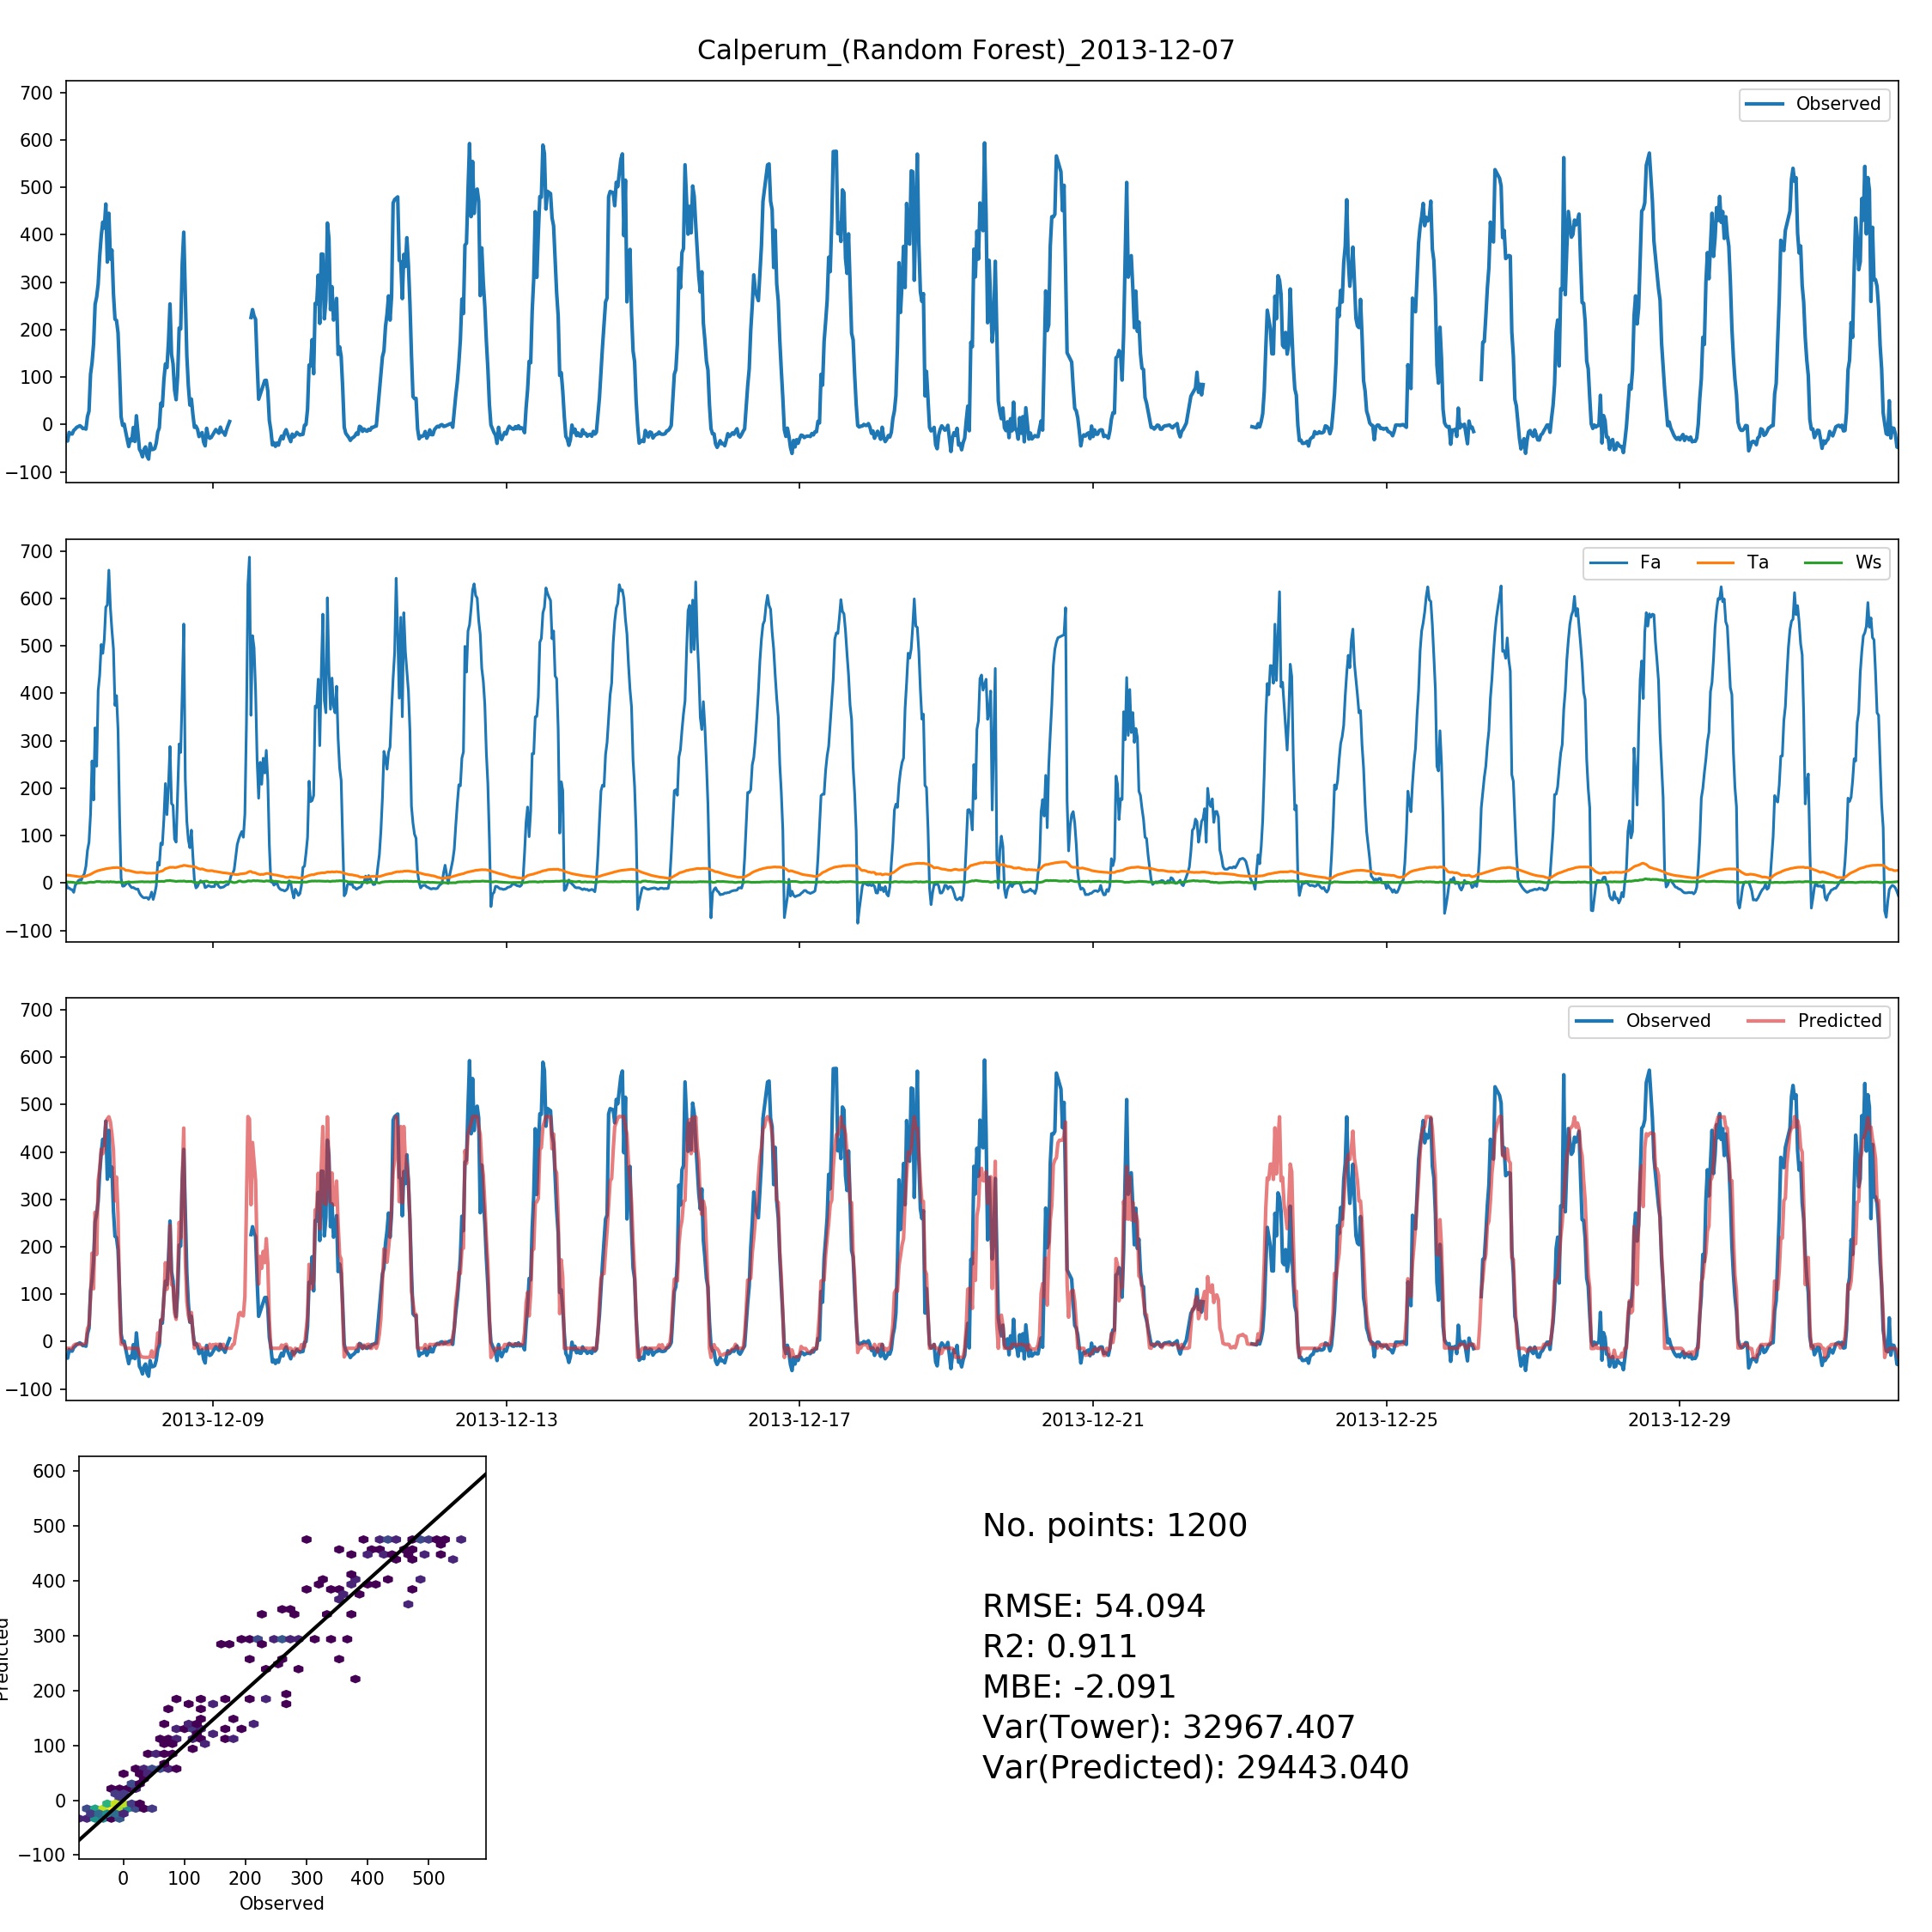 Calperum_(Random Forest)_2013-12-07
700
600
500
400
300
200
100
0
−100
Observed
700
600
500
400
300
200
100
0
−100
Fa Ta Ws
700
600
500
400
300
200
100
0
−100
Observed Predicted
2013-12-09 2013-12-13 2013-12-17 2013-12-21 2013-12-25 2013-12-29
600
500
400
300
200
100
0
−100
Predicted
0 100 200 300 400 500
Observed
No. points: 1200
RMSE: 54.094
R2: 0.911
MBE: -2.091
Var(Tower): 32967.407
Var(Predicted): 29443.040